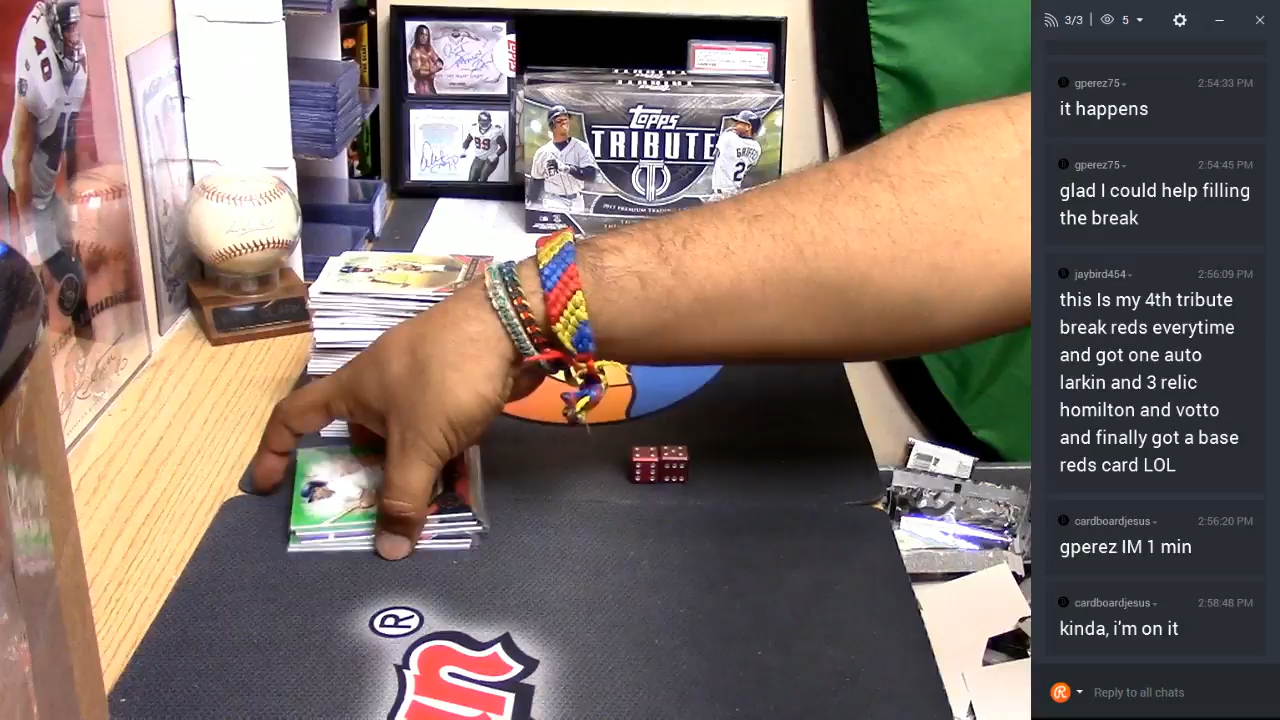 3/3
5
gperez75
2:54:33 PM
it happens
gperez75
2:54:45 PM
glad I could help filling
the break
jaybird454
2:56:09 PM
this Is my 4th tribute
break reds everytime
and got one auto
larkin and 3 relic
homilton and votto
and finally got a base
reds card LOL
cardboardjesus
2:56:20 PM
gperez IM 1 min
cardboardjesus
2:58:48 PM
kinda, i'm on it
Reply to all chats
Topps
TRIBUTE
GRIFFEY
99
®